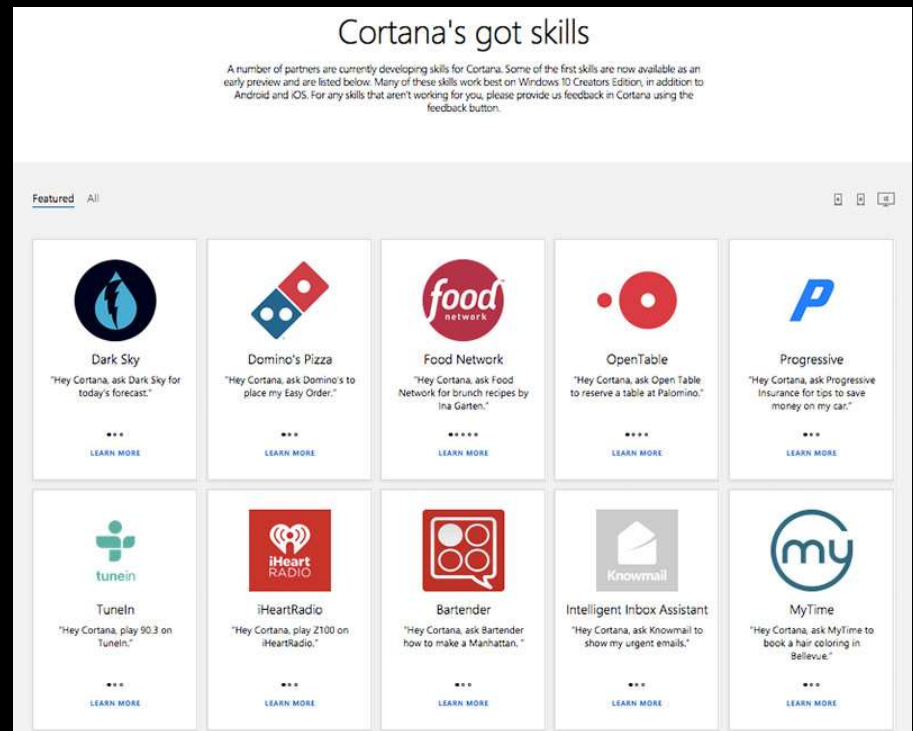 Cortana's got skills
A number of partners are currently developing skills for Cortana. Some of the first skills are now available as an
early preview and are listed below. Many of these skills work best on Windows 10 Creators Edition, in addition to
Android and iOS. For any skills that aren't working for you, please provide us feedback in Cortana using the
feedback button.
Featured All
food
network
Dark Sky
"Hey Cortana, ask Dark Sky for
today's forecast."
LEARN MORE
Domino's Pizza
"Hey Cortana, ask Domino's to
place my Easy Order."
LEARN MORE
Food Network
"Hey Cortana, ask Food
Network for brunch recipes by
Ina Garten."
LEARN MORE
OpenTable
"Hey Cortana, ask Open Table
to reserve a table at Palomino."
LEARN MORE
P
Progressive
"Hey Cortana, ask Progressive
Insurance for tips to save
money on my car."
LEARN MORE
tunein
TuneIn
"Hey Cortana, play 90.3 on
TuneIn."
LEARN MORE
iHeart
RADIO
iHeartRadio
"Hey Cortana, play Z100 on
iHeartRadio."
LEARN MORE
Bartender
"Hey Cortana, ask Bartender
how to make a Manhattan. "
LEARN MORE
Knowmail
Intelligent Inbox Assistant
"Hey Cortana, ask Knowmail to
show my urgent emails."
LEARN MORE
my
MyTime
"Hey Cortana, ask MyTime to
book a hair coloring in
Bellevue."
LEARN MORE